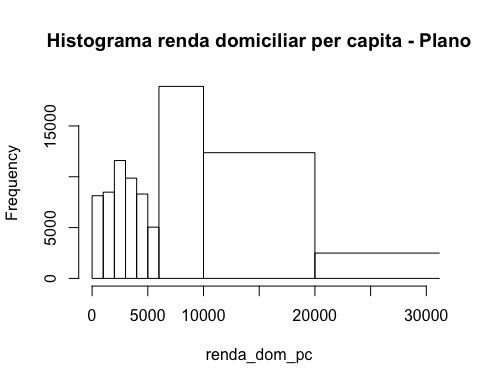 Histograma renda domiciliar per capita - Plano
Frequency
15000
5000
0
0 5000 10000 20000 30000
renda_dom_pc